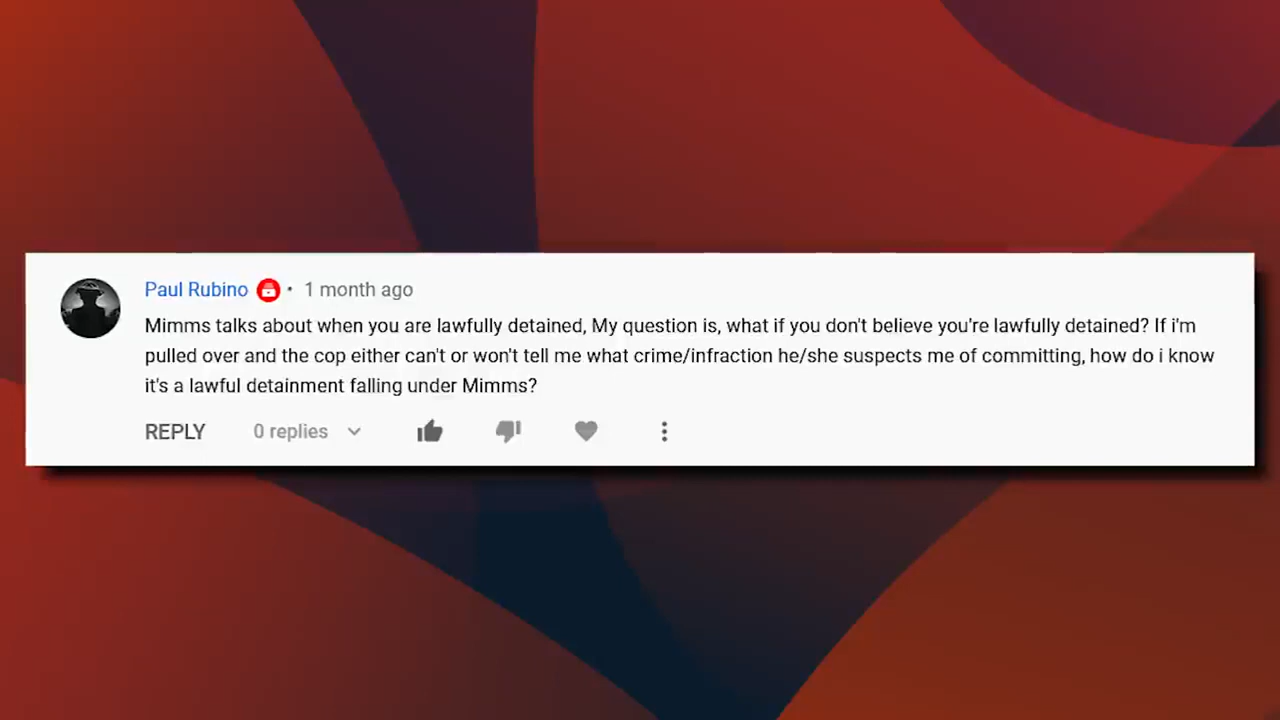 Paul Rubino • 1 month ago
Mimms talks about when you are lawfully detained, My question is, what if you don't believe you're lawfully detained? If i'm
pulled over and the cop either can't or won't tell me what crime/infraction he/she suspects me of committing, how do i know
it's a lawful detainment falling under Mimms?
REPLY 0 replies